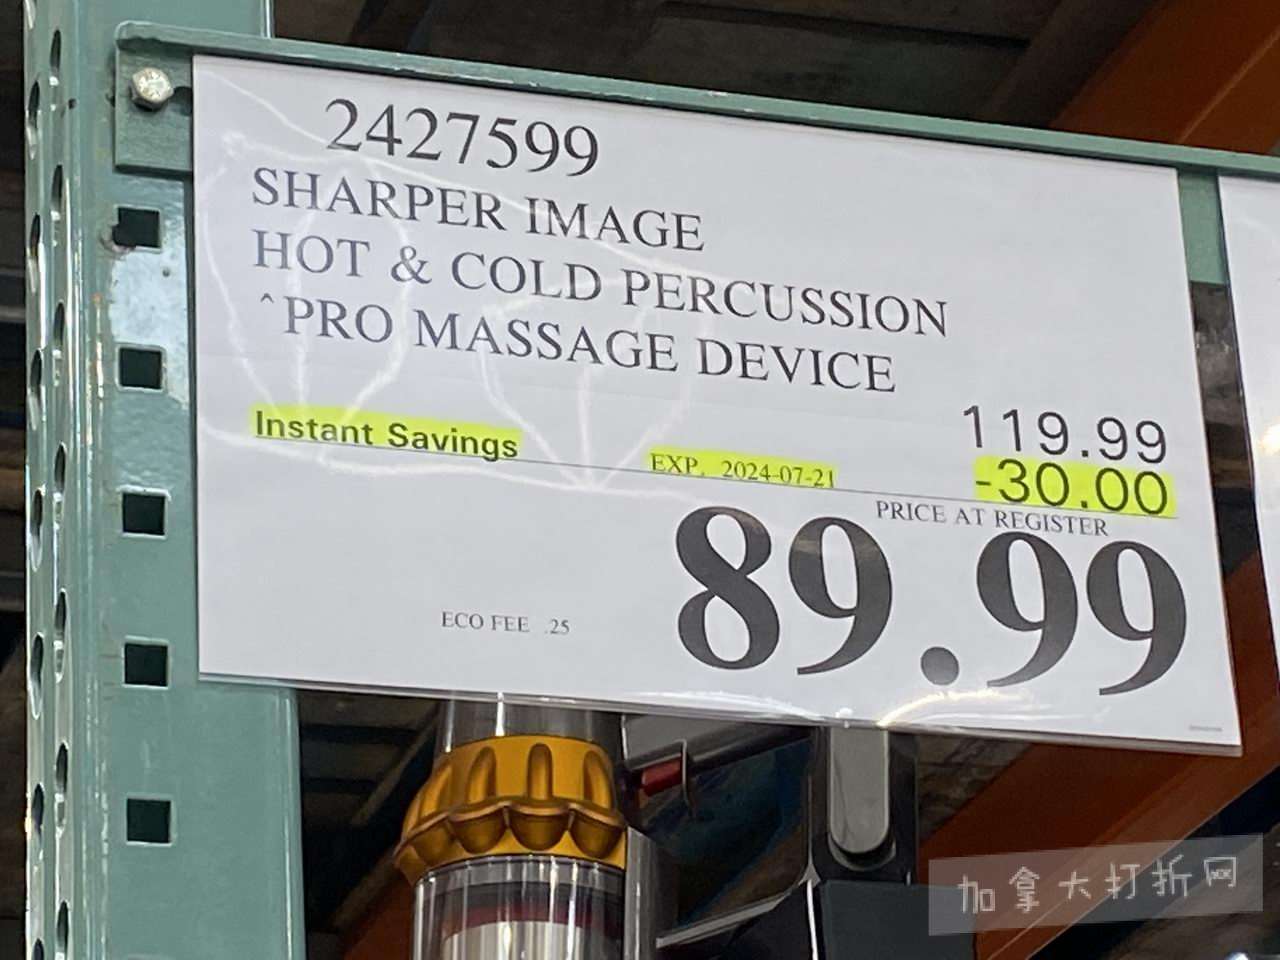 2427599
SHARPER IMAGE
HOT & COLD PERCUSSION
^PRO MASSAGE DEVICE
119.99
Instant Savings EXP. 2024-07-21 -30.00
PRICE AT REGISTER
89.99
ECO FEE .25
加拿大打折网